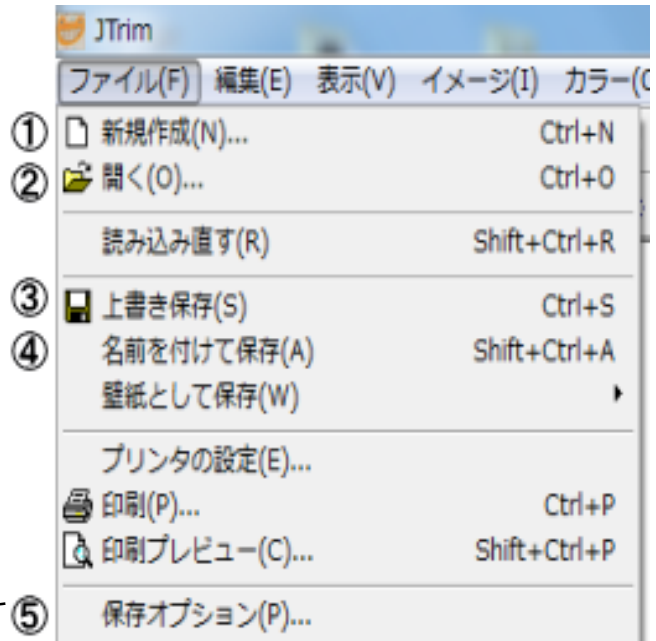 JTrim
ファイル(F) 編集(E) 表示(V) イメージ(I) カラー(C
① 新規作成(N)... Ctrl+N
② 開く(O)... Ctrl+O
読み込み直す(R) Shift+Ctrl+R
③ 上書き保存(S) Ctrl+S
④ 名前を付けて保存(A) Shift+Ctrl+A
壁紙として保存(W)
プリンタの設定(E)...
印刷(P)... Ctrl+P
印刷プレビュー(C)... Shift+Ctrl+P
⑤ 保存オプション(P)...